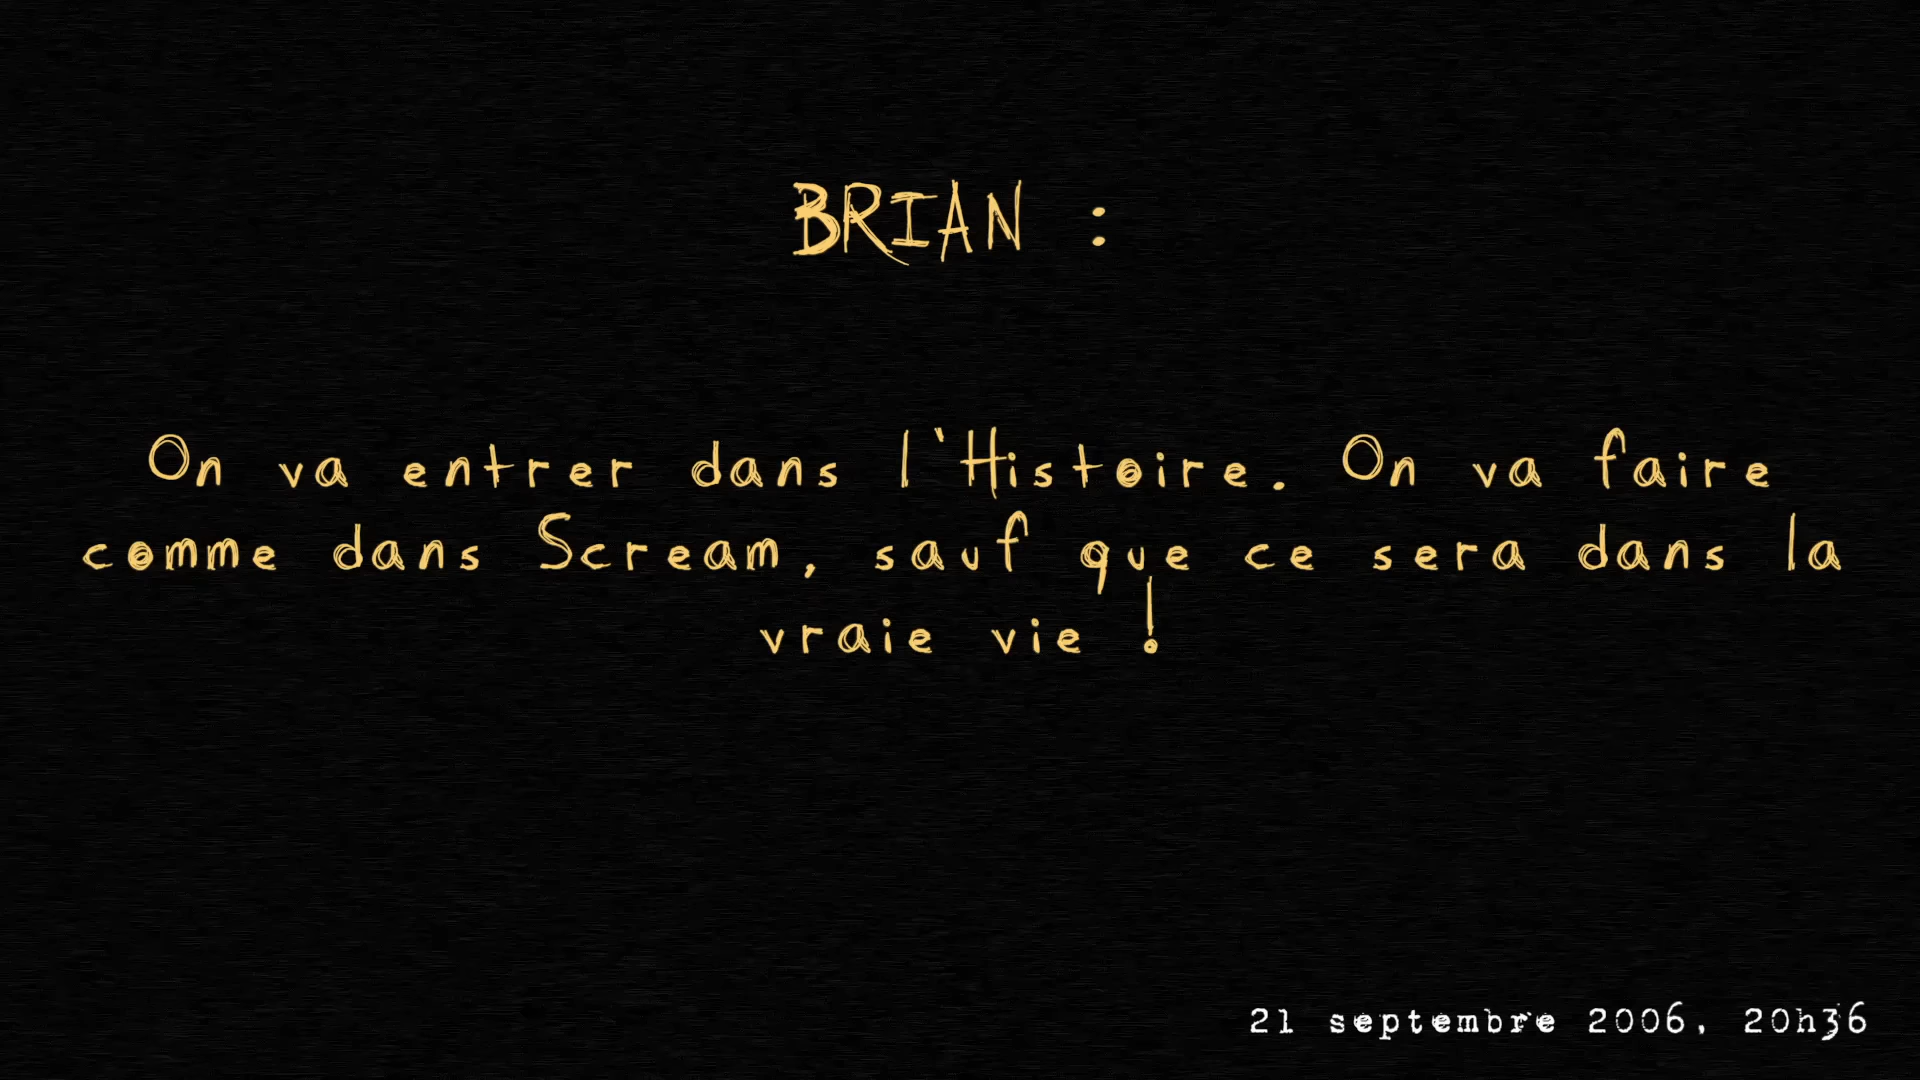 BRIAN :
On va entrer dans l'Histoire. On va faire
comme dans Scream, sauf que ce sera dans la
vraie vie !
21 septembre 2006, 20h36